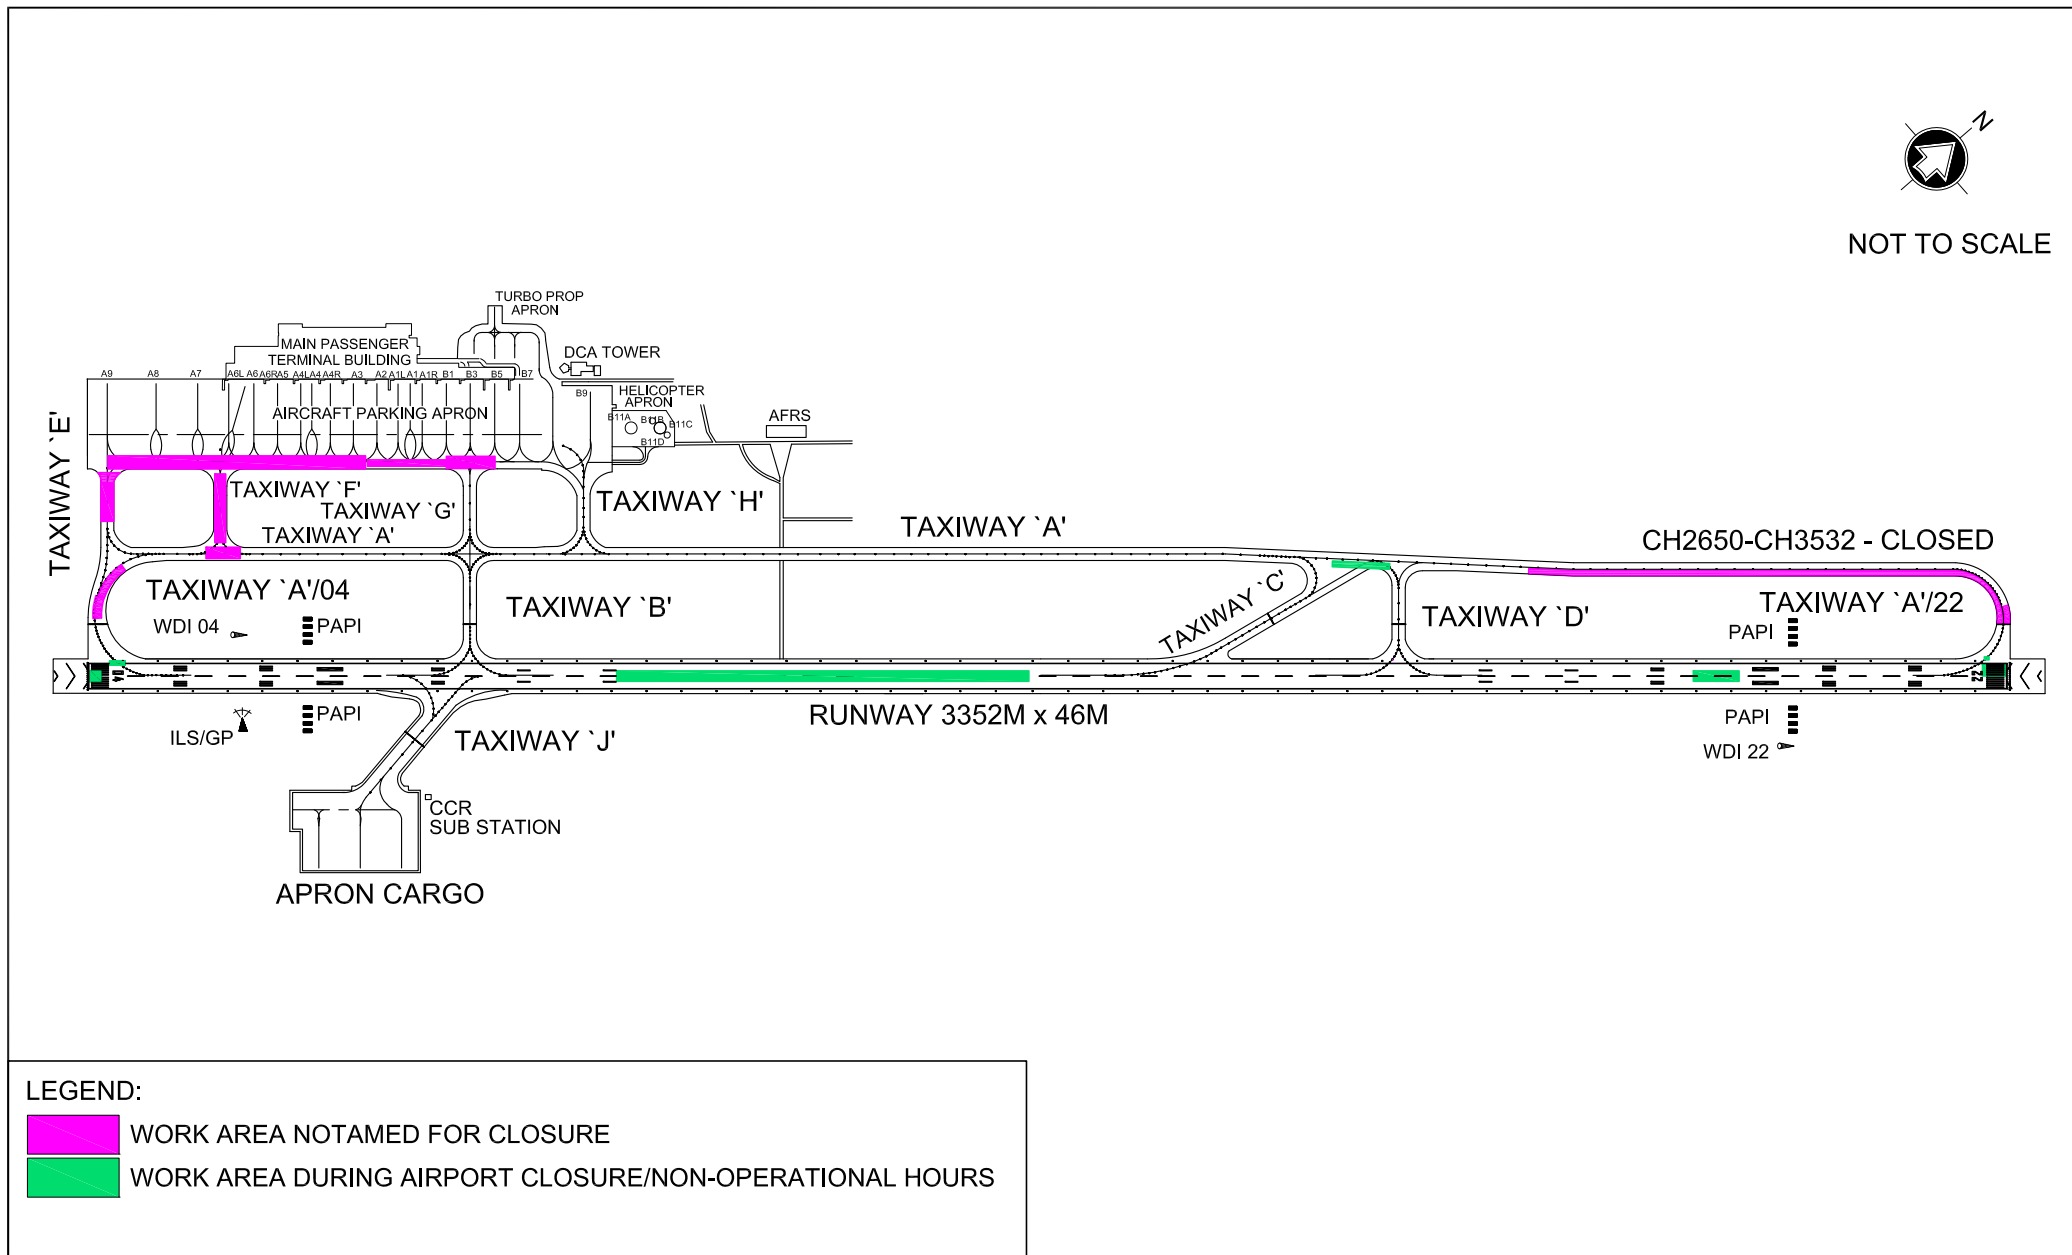 N
NOT TO SCALE
TURBO PROP
APRON
MAIN PASSENGER
TERMINAL BUILDING
DCA TOWER
A9 A8 A7 A6L A6 A6R A5 A4L A4 A4R A3 A2 A1L A1 A1R B1 B3 B5 B7
B9
HELICOPTER
APRON
AIRCRAFT PARKING APRON
B11A B11B B11C
B11D
AFRS
TAXIWAY `E'
TAXIWAY `F'
TAXIWAY `G'
TAXIWAY `A'
TAXIWAY `H'
TAXIWAY `A'
CH2650-CH3532 - CLOSED
TAXIWAY `A'/04
TAXIWAY `B'
TAXIWAY `C'
TAXIWAY `D'
TAXIWAY `A'/22
WDI 04
PAPI
PAPI
04
22
ILS/GP
PAPI
TAXIWAY `J'
RUNWAY 3352M x 46M
PAPI
WDI 22
CCR
SUB STATION
APRON CARGO
LEGEND:
WORK AREA NOTAMED FOR CLOSURE
WORK AREA DURING AIRPORT CLOSURE/NON-OPERATIONAL HOURS